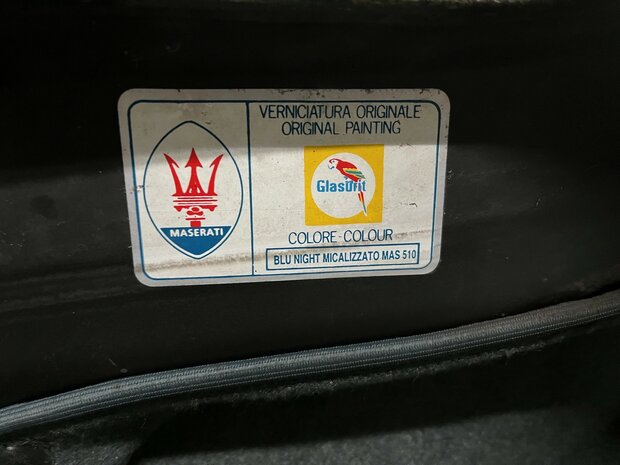 VERNICIATURA ORIGINALE
ORIGINAL PAINTING
Glasurit
MASERATI
COLORE-COLOUR
BLU NIGHT MICALIZZATO MAS 510